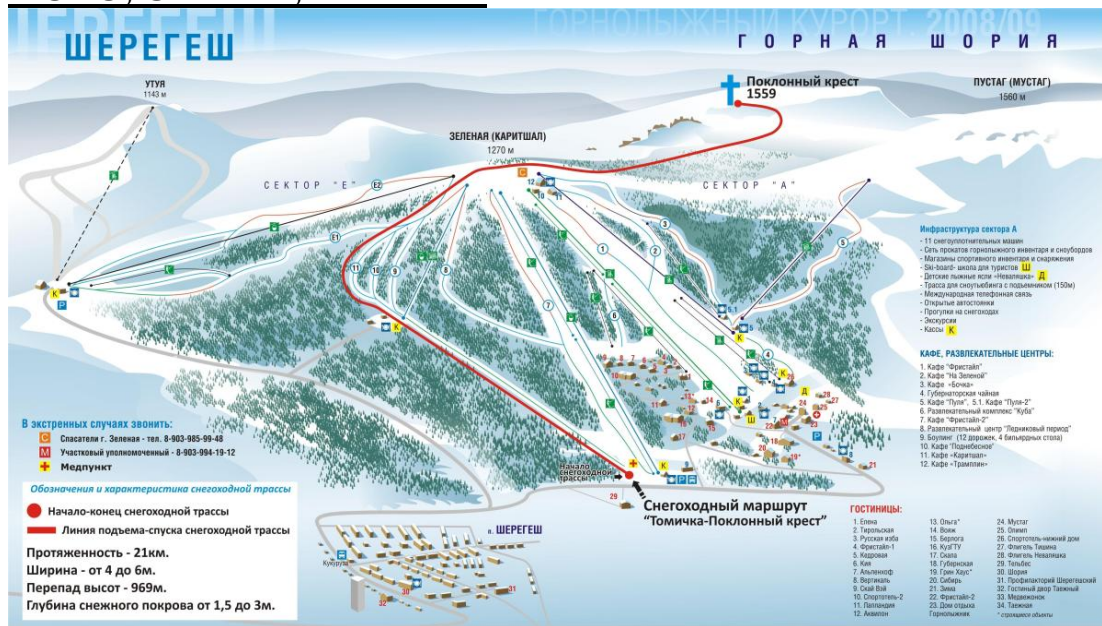 ШЕРЕГЕШ
ГОРНОЛЫЖНЫЙ КУРОРТ. 2008/09
ГОРНАЯ ШОРИЯ
УТУЯ
1143 м
Поклонный крест
1559
ПУСТАГ (МУСТАГ)
1560 м
ЗЕЛЕНАЯ (КАРИТШАЛ)
1270 м
СЕКТОР "Е"
СЕКТОР "А"
Инфраструктура сектора А
- 11 снегоуплотнительных машин
- Сеть прокатов горнолыжного инвентаря и сноубордов
- Магазины спортивного инвентаря и снаряжения
- Ski-board- школа для туристов Ш
- Детские лыжные ясли «Неваляшка» Д
- Трасса для сноутьюбинга с подъемником (150м)
- Международная телефонная связь
- Открытые автостоянки
- Прогулки на снегоходах
- Экскурсии
- Кассы К
КАФЕ, РАЗВЛЕКАТЕЛЬНЫЕ ЦЕНТРЫ:
1. Кафе "Фристайл"
2. Кафе "На Зеленой"
3. Кафе «Бочка»
4. Губернаторская чайная
5. Кафе "Пуля", 5.1. Кафе "Пуля-2"
6. Развлекательный комплекс "Куба"
7. Кафе "Фристайл-2"
8. Развлекательный центр "Ледниковый период"
9. Боулинг (12 дорожек, 4 бильярдных стола)
10. Кафе "Поднебесное"
11. Кафе «Каритшал»
12. Кафе «Трамплин»
В экстренных случаях звонить:
С Спасатели г. Зеленая - тел. 8-903-985-99-48
М Участковый уполномоченный - 8-903-994-19-12
Медпункт
Обозначения и характеристика снегоходной трассы
Начало-конец снегоходной трассы
Линия подъема-спуска снегоходной трассы
Протяженность - 21км.
Ширина - от 4 до 6м.
Перепад высот - 969м.
Глубина снежного покрова от 1,5 до 3м.
Начало
снегоходной
трассы
Снегоходный маршрут
"Томичка-Поклонный крест"
п. ШЕРЕГЕШ
Кукуруза
ГОСТИНИЦЫ:
1. Елена
2. Тирольская
3. Русская изба
4. Фристайл-1
5. Кедровая
6. Кия
7. Альпенхоф
8. Вертикаль
9. Скай Вэй
10. Спортотель-2
11. Лапландия
12. Аквилон
13. Ольга*
14. Вояж
15. Берлога
16. КузГТУ
17. Скала
18. Губернская
19. Грин Хаус*
20. Сибирь
21. Зима
22. Фристайл-2
23. Дом отдыха
Горнолыжник
24. Мустаг
25. Олимп
26. Спортотель-нижний дом
27. Флигель Тишина
28. Флигель Неваляшка
29. Тельбес
30. Шория
31. Профилакторий Шерегешский
32. Гостиный двор Таежный
33. Медвежонок
34. Таежная
* строящиеся объекты